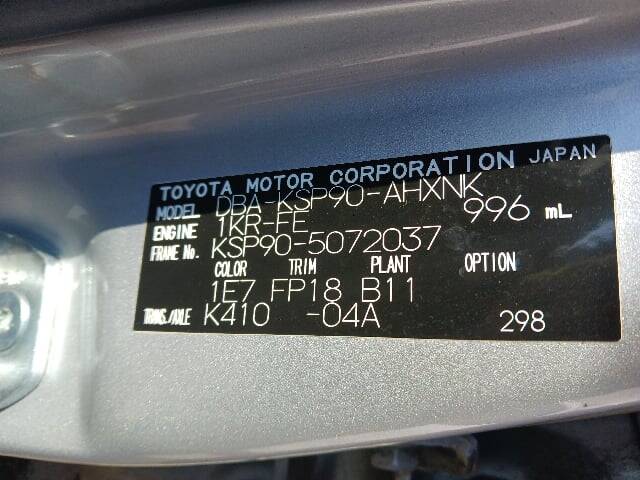 TOYOTA MOTOR CORPORATION JAPAN
MODEL DBA-KSP90-AHXNK
ENGINE 1KR-FE 996 mL
FRAME No. KSP90-5072037
COLOR TRIM PLANT OPTION
1E7 FP18 B11
TRANS./AXLE K410 -04A 298